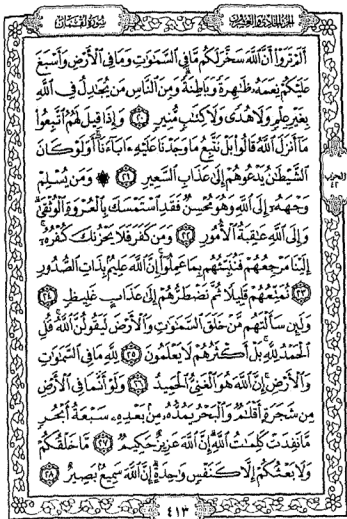 الجزء الحادي والعشرون سورة لقمان
أَلَمْ تَرَوْا۟ أَنَّ ٱللَّهَ سَخَّرَ لَكُم مَّا فِى ٱلسَّمَٰوَٰتِ وَمَا فِى ٱلْأَرْضِ وَأَسْبَغَ
عَلَيْكُمْ نِعَمَهُۥ ظَٰهِرَةً وَبَاطِنَةً وَمِنَ ٱلنَّاسِ مَن يُجَٰدِلُ فِى ٱللَّهِ
بِغَيْرِ عِلْمٍ وَلَا هُدًى وَلَا كِتَٰبٍ مُّنِيرٍ ٢٠ وَإِذَا قِيلَ لَهُمُ ٱتَّبِعُوا۟
مَآ أَنزَلَ ٱللَّهُ قَالُوا۟ بَلْ نَتَّبِعُ مَا وَجَدْنَا عَلَيْهِ ءَابَآءَنَآ أَوَلَوْ كَانَ
ٱلشَّيْطَٰنُ يَدْعُوهُمْ إِلَىٰ عَذَابِ ٱلسَّعِيرِ ٢١ وَمَن يُسْلِمْ
وَجْهَهُۥٓ إِلَى ٱللَّهِ وَهُوَ مُحْسِنٌ فَقَدِ ٱسْتَمْسَكَ بِٱلْعُرْوَةِ ٱلْوُثْقَىٰ
وَإِلَى ٱللَّهِ عَٰقِبَةُ ٱلْأُمُورِ ٢٢ وَمَن كَفَرَ فَلَا يَحْزُنكَ كُفْرُهُۥٓ
إِلَيْنَا مَرْجِعُهُمْ فَنُنَبِّئُهُم بِمَا عَمِلُوٓا۟ إِنَّ ٱللَّهَ عَلِيمٌۢ بِذَاتِ ٱلصُّدُورِ
٢٣ نُمَتِّعُهُمْ قَلِيلًا ثُمَّ نَضْطَرُّهُمْ إِلَىٰ عَذَابٍ غَلِيظٍ ٢٤
وَلَئِن سَأَلْتَهُم مَّنْ خَلَقَ ٱلسَّمَٰوَٰتِ وَٱلْأَرْضَ لَيَقُولُنَّ ٱللَّهُ قُلِ
ٱلْحَمْدُ لِلَّهِ بَلْ أَكْثَرُهُمْ لَا يَعْلَمُونَ ٢٥ لِلَّهِ مَا فِى ٱلسَّمَٰوَٰتِ
وَٱلْأَرْضِ إِنَّ ٱللَّهَ هُوَ ٱلْغَنِىُّ ٱلْحَمِيدُ ٢٦ وَلَوْ أَنَّمَا فِى ٱلْأَرْضِ
مِن شَجَرَةٍ أَقْلَٰمٌ وَٱلْبَحْرُ يَمُدُّهُۥ مِنۢ بَعْدِهِۦ سَبْعَةُ أَبْحُرٍ
مَّا نَفِدَتْ كَلِمَٰتُ ٱللَّهِ إِنَّ ٱللَّهَ عَزِيزٌ حَكِيمٌ ٢٧ مَّا خَلْقُكُمْ
وَلَا بَعْثُكُمْ إِلَّا كَنَفْسٍ وَٰحِدَةٍ إِنَّ ٱللَّهَ سَمِيعٌۢ بَصِيرٌ ٢٨
الحزب
٤٢
٤١٣